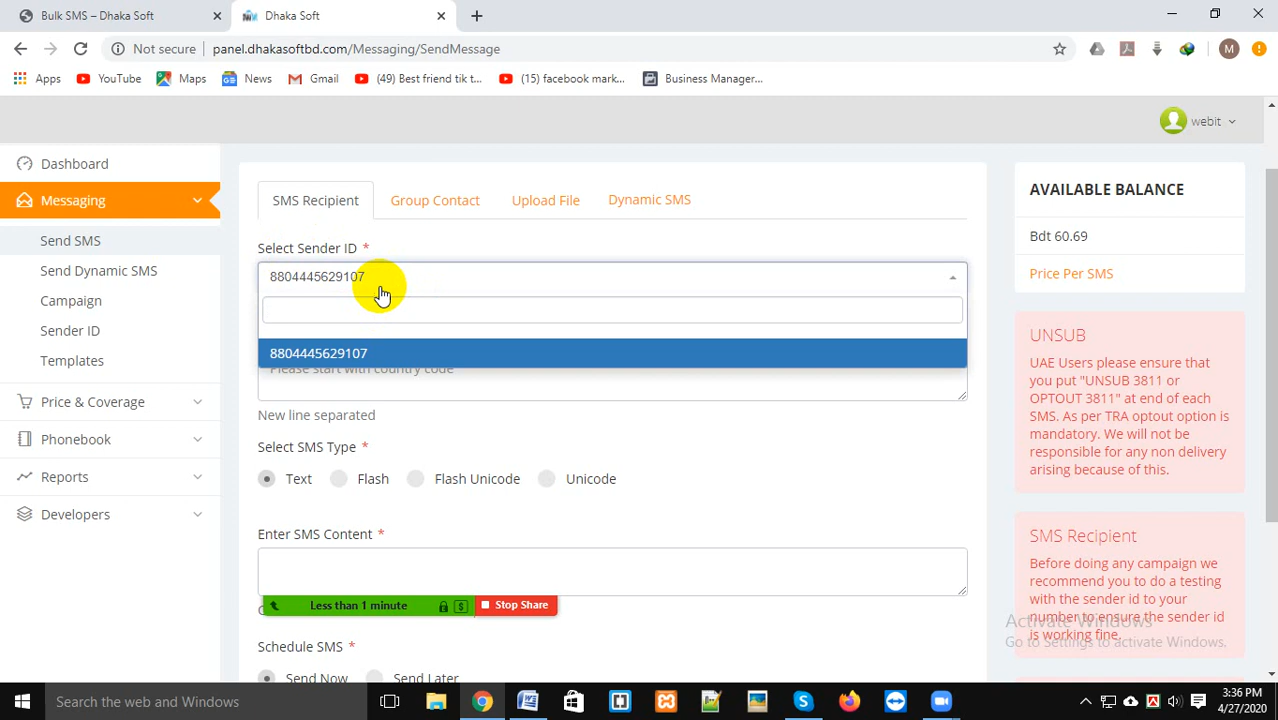 Bulk SMS – Dhaka Soft
Dhaka Soft
Not secure | panel.dhakasoftbd.com/Messaging/SendMessage
M
Apps
YouTube
Maps
News
Gmail
(49) Best friend tik t...
(15) facebook mark...
Business Manager...
webit
Dashboard
Messaging
Send SMS
Send Dynamic SMS
Campaign
Sender ID
Templates
Price & Coverage
Phonebook
Reports
Developers
SMS Recipient
Group Contact
Upload File
Dynamic SMS
Select Sender ID *
8804445629107
8804445629107
Please start with country code
New line separated
Select SMS Type *
Text
Flash
Flash Unicode
Unicode
Enter SMS Content *
Less than 1 minute
Stop Share
Schedule SMS *
Send Now
Send Later
AVAILABLE BALANCE
Bdt 60.69
Price Per SMS
UNSUB
UAE Users please ensure that
you put "UNSUB 3811 or
OPTOUT 3811" at end of each
SMS. As per TRA optout option is
mandatory. We will not be
responsible for any non delivery
arising because of this.
SMS Recipient
Before doing any campaign we
recommend you to do a testing
with the sender id to your
number to ensure the sender id
is working fine.
Activate Windows
Go to Settings to activate Windows.
Search the web and Windows
3:36 PM
4/27/2020